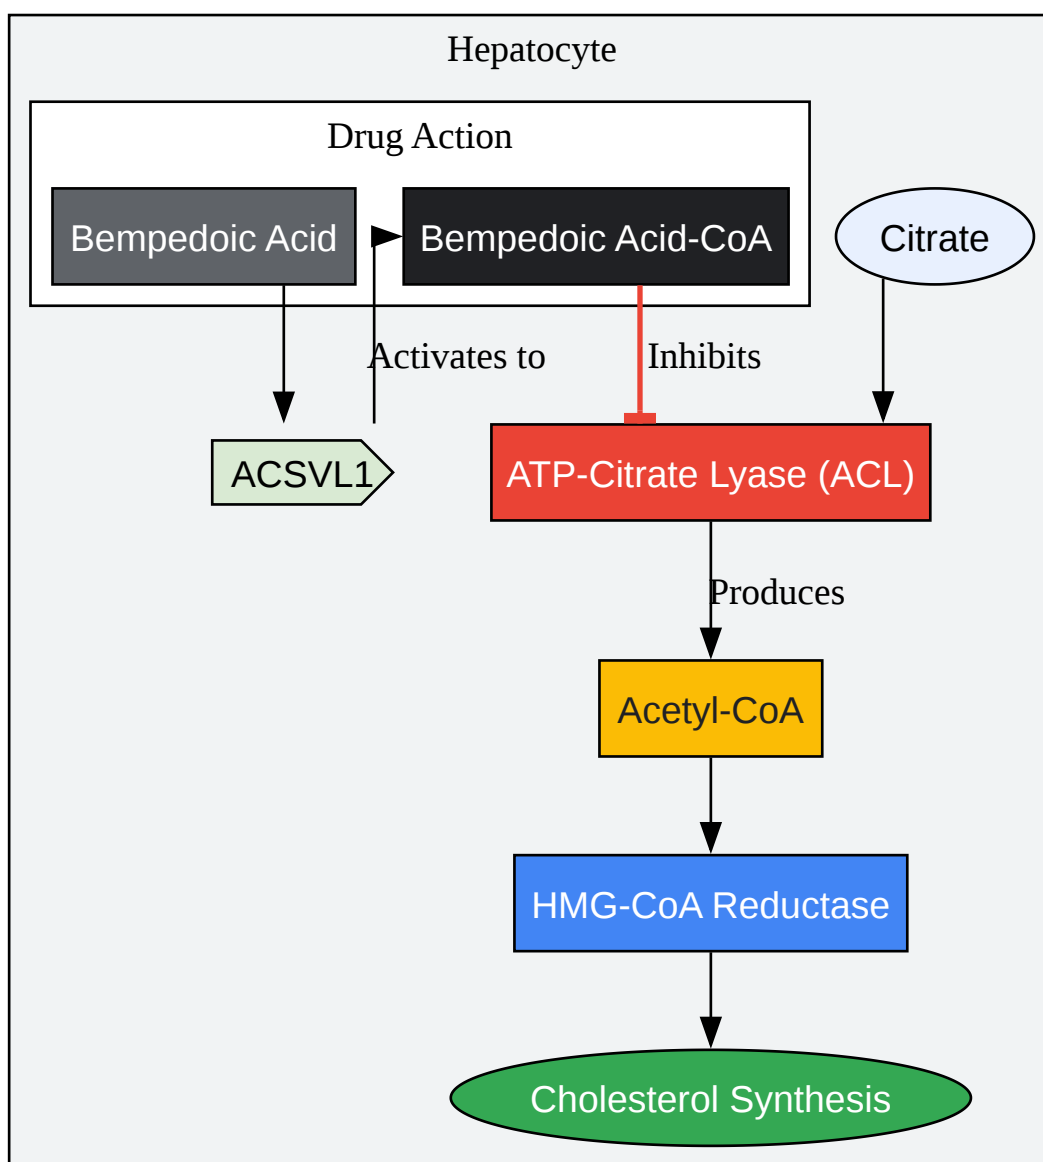 Hepatocyte
Drug Action
Bempedoic Acid
Bempedoic Acid-CoA
Citrate
Activates to
Inhibits
ACSVL1
ATP-Citrate Lyase (ACL)
Produces
Acetyl-CoA
HMG-CoA Reductase
Cholesterol Synthesis